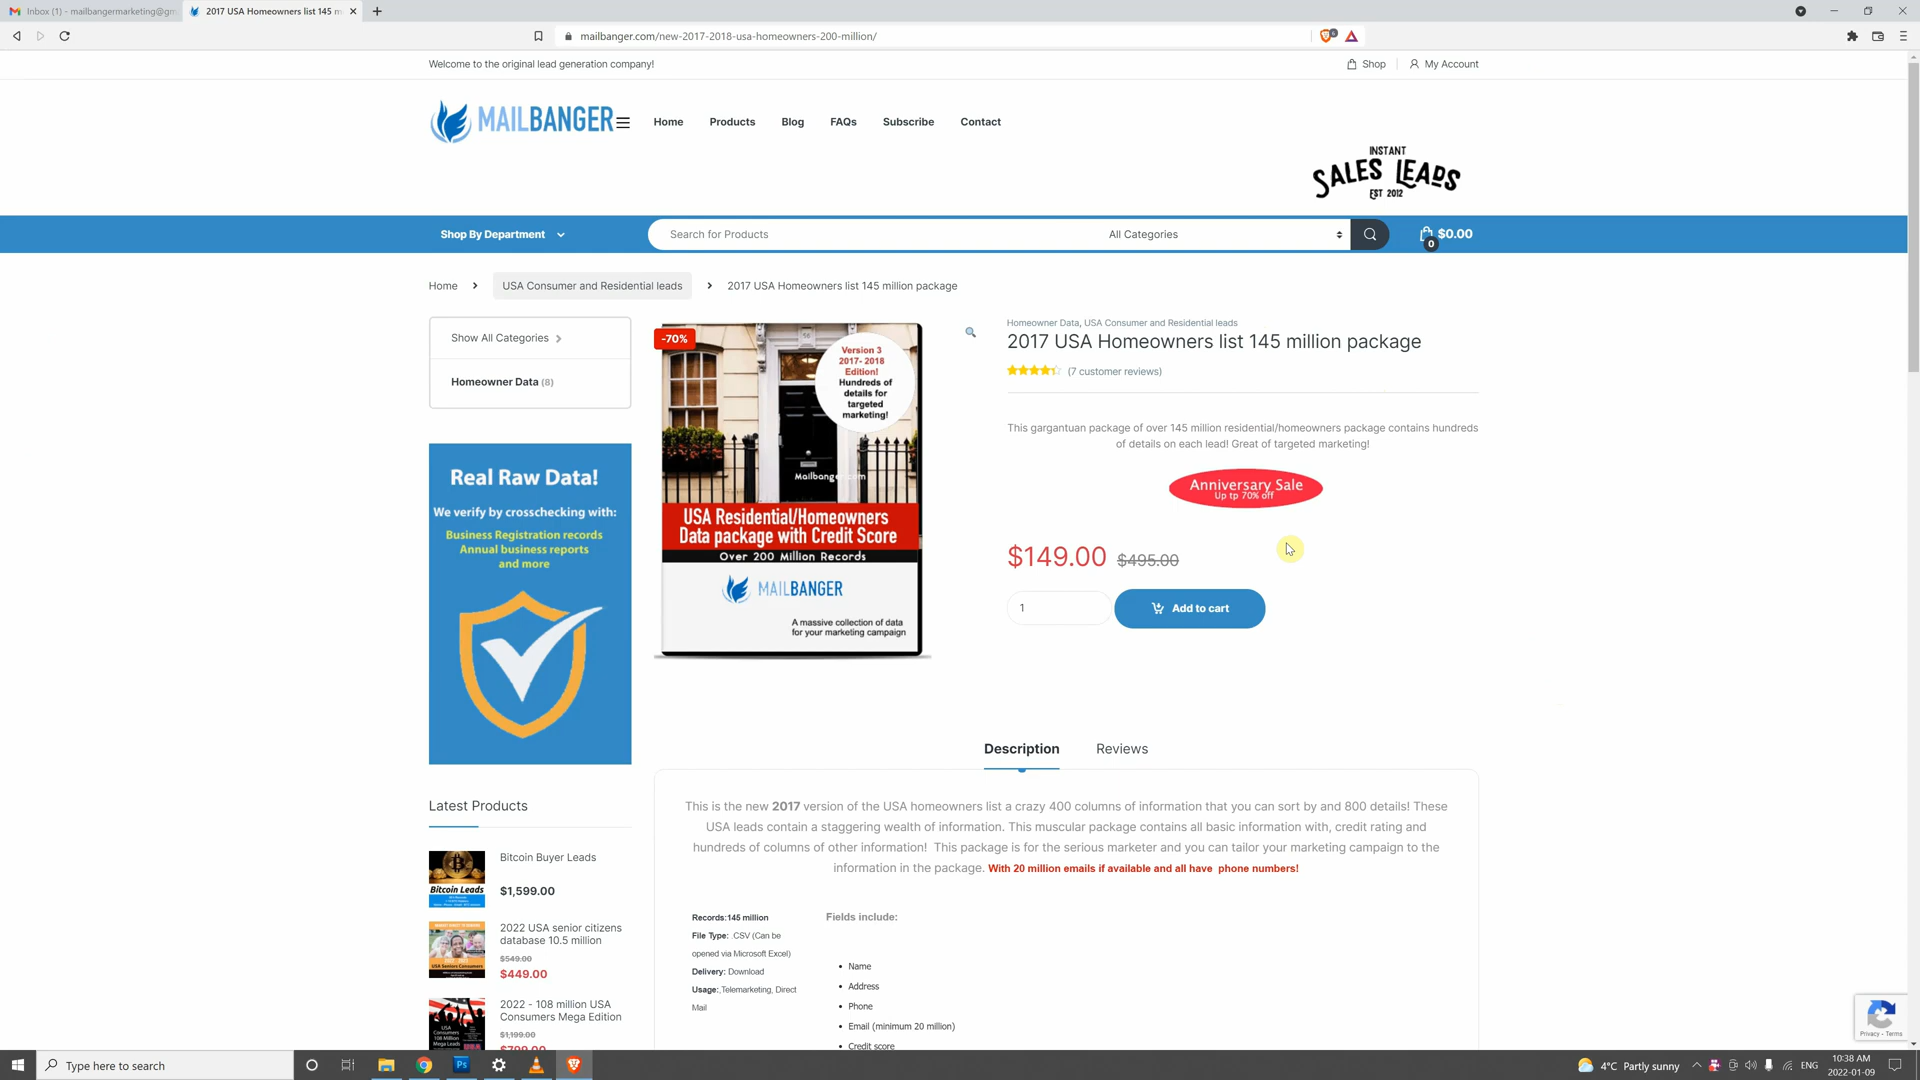 Inbox (1) - mailbangermarketing@gm
2017 USA Homeowners list 145 m
mailbanger.com/new-2017-2018-usa-homeowners-200-million/
Welcome to the original lead generation company!
Shop
My Account
MAILBANGER
Home
Products
Blog
FAQs
Subscribe
Contact
INSTANT
SALES LEADS
EST 2012
Shop By Department
Search for Products
All Categories
0
$0.00
Home
USA Consumer and Residential leads
2017 USA Homeowners list 145 million package
Show All Categories
Homeowner Data (8)
Real Raw Data!
We verify by crosschecking with:
Business Registration records
Annual business reports
and more
-70%
Version 3
2017- 2018
Edition!
Hundreds of
details for
targeted
marketing!
Mailbanger.com
USA Residential/Homeowners
Data package with Credit Score
Over 200 Million Records
MAILBANGER
A massive collection of data
for your marketing campaign
Homeowner Data, USA Consumer and Residential leads
2017 USA Homeowners list 145 million package
(7 customer reviews)
This gargantuan package of over 145 million residential/homeowners package contains hundreds
of details on each lead! Great of targeted marketing!
Anniversary Sale
Up tp 70% off
$149.00 $495.00
1
Add to cart
Description
Reviews
This is the new 2017 version of the USA homeowners list a crazy 400 columns of information that you can sort by and 800 details! These
USA leads contain a staggering wealth of information. This muscular package contains all basic information with, credit rating and
hundreds of columns of other information! This package is for the serious marketer and you can tailor your marketing campaign to the
information in the package. With 20 million emails if available and all have phone numbers!
Records:145 million
File Type: .CSV (Can be
opened via Microsoft Excel)
Delivery: Download
Usage:,Telemarketing, Direct
Mail
Fields include:
Name
Address
Phone
Email (minimum 20 million)
Credit score
Latest Products
Bitcoin Leads
Bitcoin Buyer Leads
$1,599.00
2022 USA senior citizens
database 10.5 million
$549.00
$449.00
2022 - 108 million USA
Consumers Mega Edition
$1,199.00
$799.00
Privacy - Terms
Type here to search
Ps
4°C Partly sunny
ENG
10:38 AM
2022-01-09